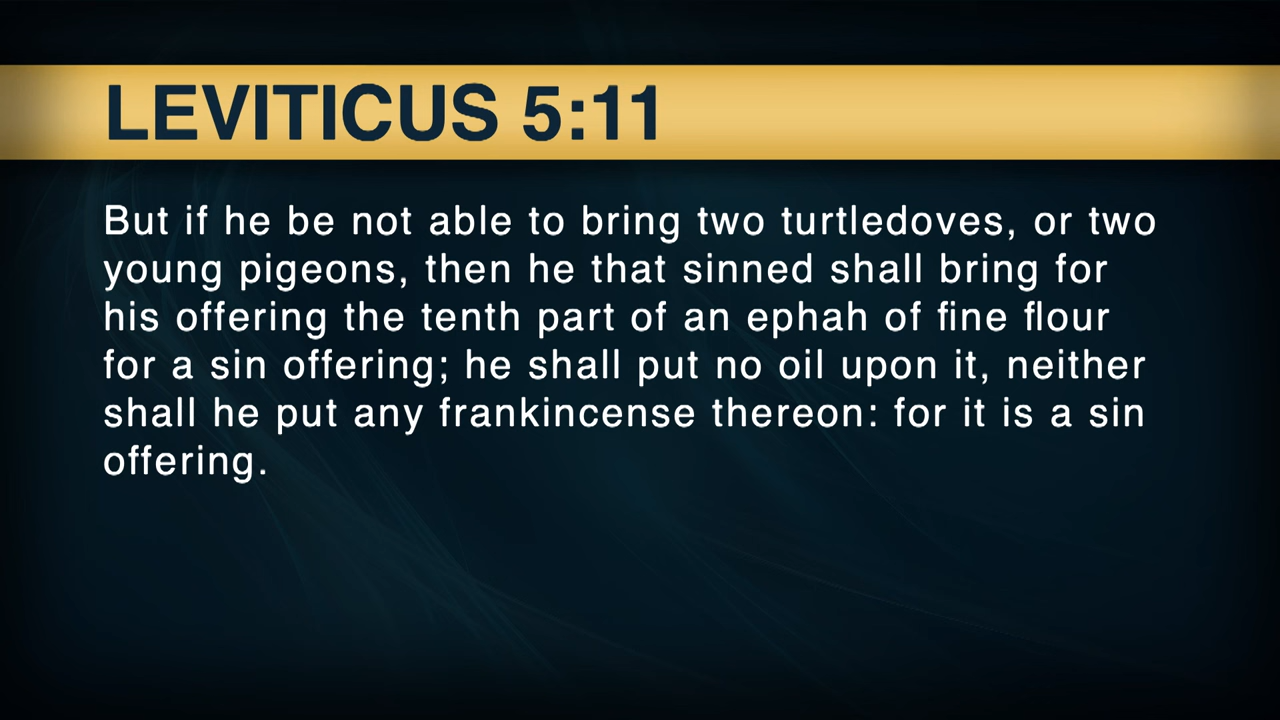 LEVITICUS 5:11
But if he be not able to bring two turtledoves, or two
young pigeons, then he that sinned shall bring for
his offering the tenth part of an ephah of fine flour
for a sin offering; he shall put no oil upon it, neither
shall he put any frankincense thereon: for it is a sin
offering.